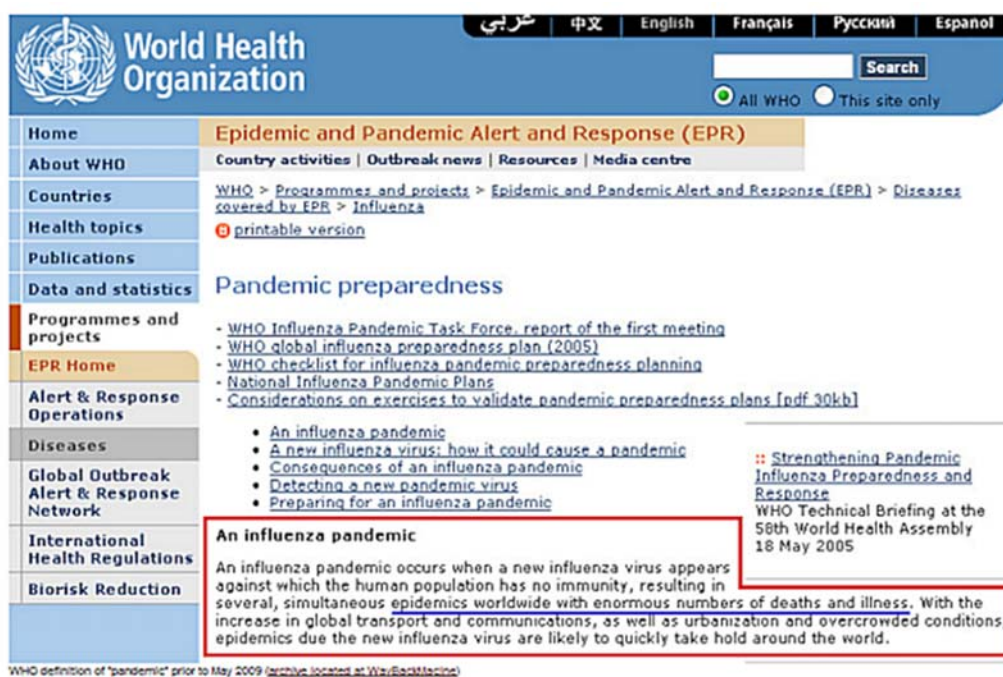 عربي 中文 English Français Русский Español
World Health
Organization
Search
All WHO This site only
Home
About WHO
Countries
Health topics
Publications
Data and statistics
Programmes and
projects
EPR Home
Alert & Response
Operations
Diseases
Global Outbreak
Alert & Response
Network
International
Health Regulations
Biorisk Reduction
Epidemic and Pandemic Alert and Response (EPR)
Country activities | Outbreak news | Resources | Media centre
WHO > Programmes and projects > Epidemic and Pandemic Alert and Response (EPR) > Diseases
covered by EPR > Influenza
printable version
Pandemic preparedness
- WHO Influenza Pandemic Task Force, report of the first meeting
- WHO global influenza preparedness plan (2005)
- WHO checklist for influenza pandemic preparedness planning
- National Influenza Pandemic Plans
- Considerations on exercises to validate pandemic preparedness plans [pdf 30kb]
• An influenza pandemic
• A new influenza virus: how it could cause a pandemic
• Consequences of an influenza pandemic
• Detecting a new pandemic virus
• Preparing for an influenza pandemic
:: Strengthening Pandemic
Influenza Preparedness and
Response
WHO Technical Briefing at the
58th World Health Assembly
18 May 2005
An influenza pandemic
An influenza pandemic occurs when a new influenza virus appears
against which the human population has no immunity, resulting in
several, simultaneous epidemics worldwide with enormous numbers of deaths and illness. With the
increase in global transport and communications, as well as urbanization and overcrowded conditions,
epidemics due the new influenza virus are likely to quickly take hold around the world.
WHO definition of "pandemic" prior to May 2009 (archive located at WayBackMacine)